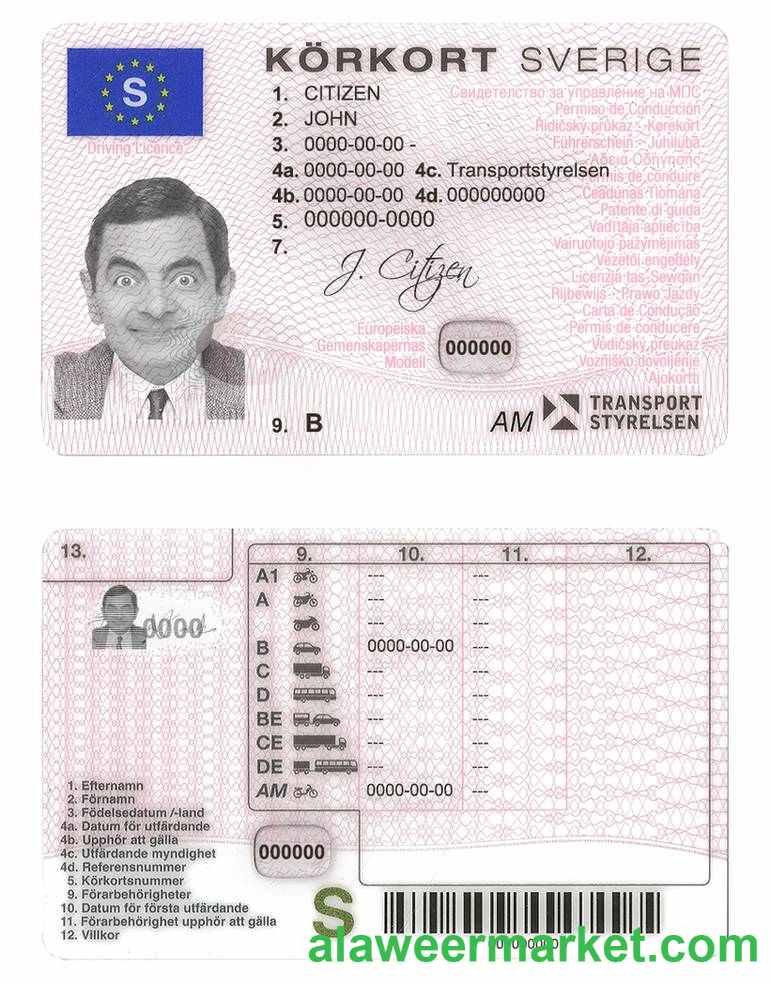 S
KÖRKORT SVERIGE
Driving Licence
1. CITIZEN
2. JOHN
3. 0000-00-00 -
4a. 0000-00-00 4c. Transportstyrelsen
4b. 0000-00-00 4d. 000000000
5. 000000-0000
7. J. Citizen
Свидетелство за управление на МПС
Permiso de Conducción
Řidičský průkaz - Kørekort
Führerschein - Juhiluba
Άδεια Οδήγησης
Permis de conduire
Ceadúnas Tiomána
Patente di guida
Vadītāja apliecība
Vairuotojo pažymėjimas
Vezetői engedély
Liċenzja tas-Sewqan
Rijbewijs - Prawo Jazdy
Carta de Condução
Permis de conducere
Vodičský preukaz
Vozniško dovoljenje
Ajokortti
Europeiska
Gemenskapernas
Modell
000000
9. B
AM
TRANSPORT
STYRELSEN
13.
9. 10. 11. 12.
0000
A1 --- ---
A --- ---
--- ---
B 0000-00-00 ---
C --- ---
D --- ---
BE --- ---
CE --- ---
DE --- ---
AM 0000-00-00 ---
1. Efternamn
2. Förnamn
3. Födelsedatum /-land
4a. Datum för utfärdande
4b. Upphör att gälla
4c. Utfärdande myndighet
4d. Referensnummer
5. Körkortsnummer
9. Förarbehörigheter
10. Datum för första utfärdande
11. Förarbehörighet upphör att gälla
12. Villkor
000000
S
alaweermarket.com